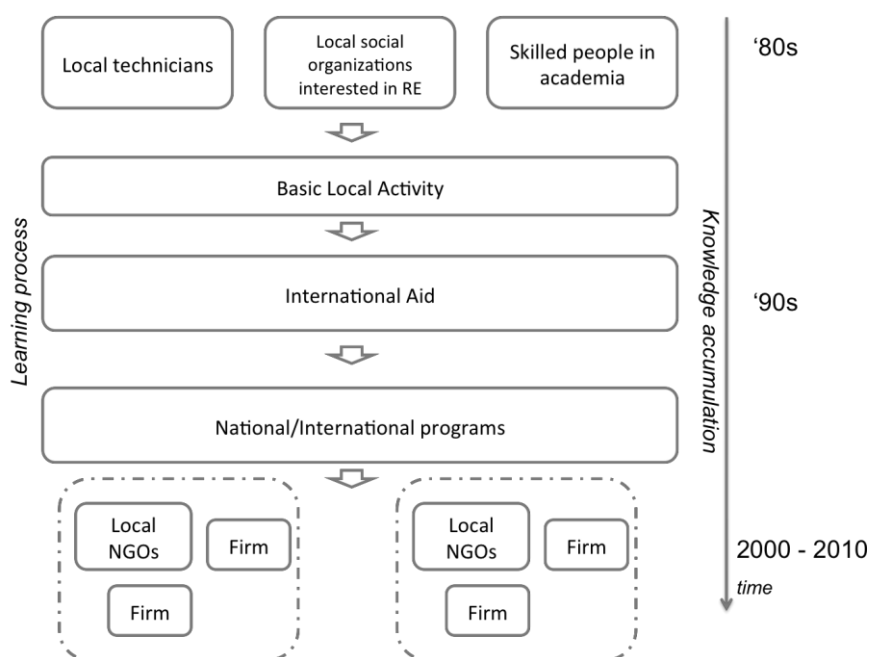 Local technicians
Local social
organizations
interested in RE
Skilled people in
academia
‘80s
Basic Local Activity
Learning process
Knowledge accumulation
International Aid
‘90s
National/International programs
Local
NGOs
Firm
Firm
Local
NGOs
Firm
Firm
2000 - 2010
time